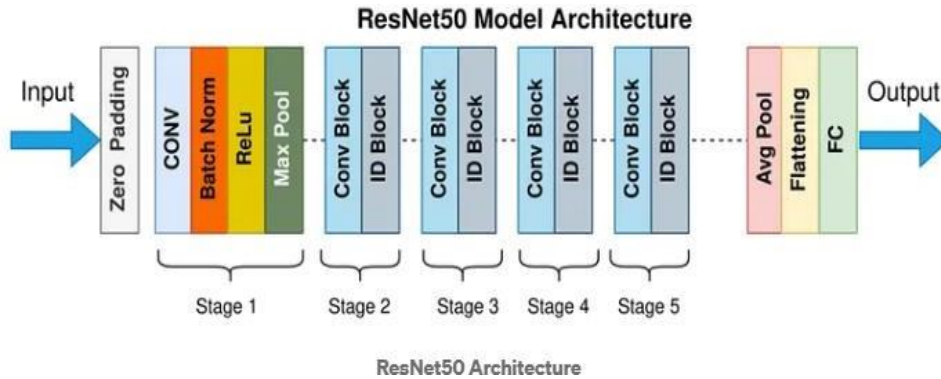 ResNet50 Model Architecture
Input
Zero Padding
CONV
Batch Norm
ReLu
Max Pool
Conv Block
ID Block
Conv Block
ID Block
Conv Block
ID Block
Conv Block
ID Block
Avg Pool
Flattening
FC
Output
Stage 1
Stage 2
Stage 3
Stage 4
Stage 5
ResNet50 Architecture